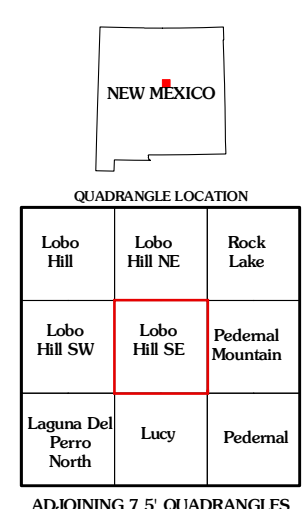 NEW MEXICO
QUADRANGLE LOCATION
Lobo
Hill
Lobo
Hill NE
Rock
Lake
Lobo
Hill SW
Lobo
Hill SE
Pedernal
Mountain
Laguna Del
Perro
North
Lucy
Pedernal
ADJOINING 7.5' QUADRANGLES